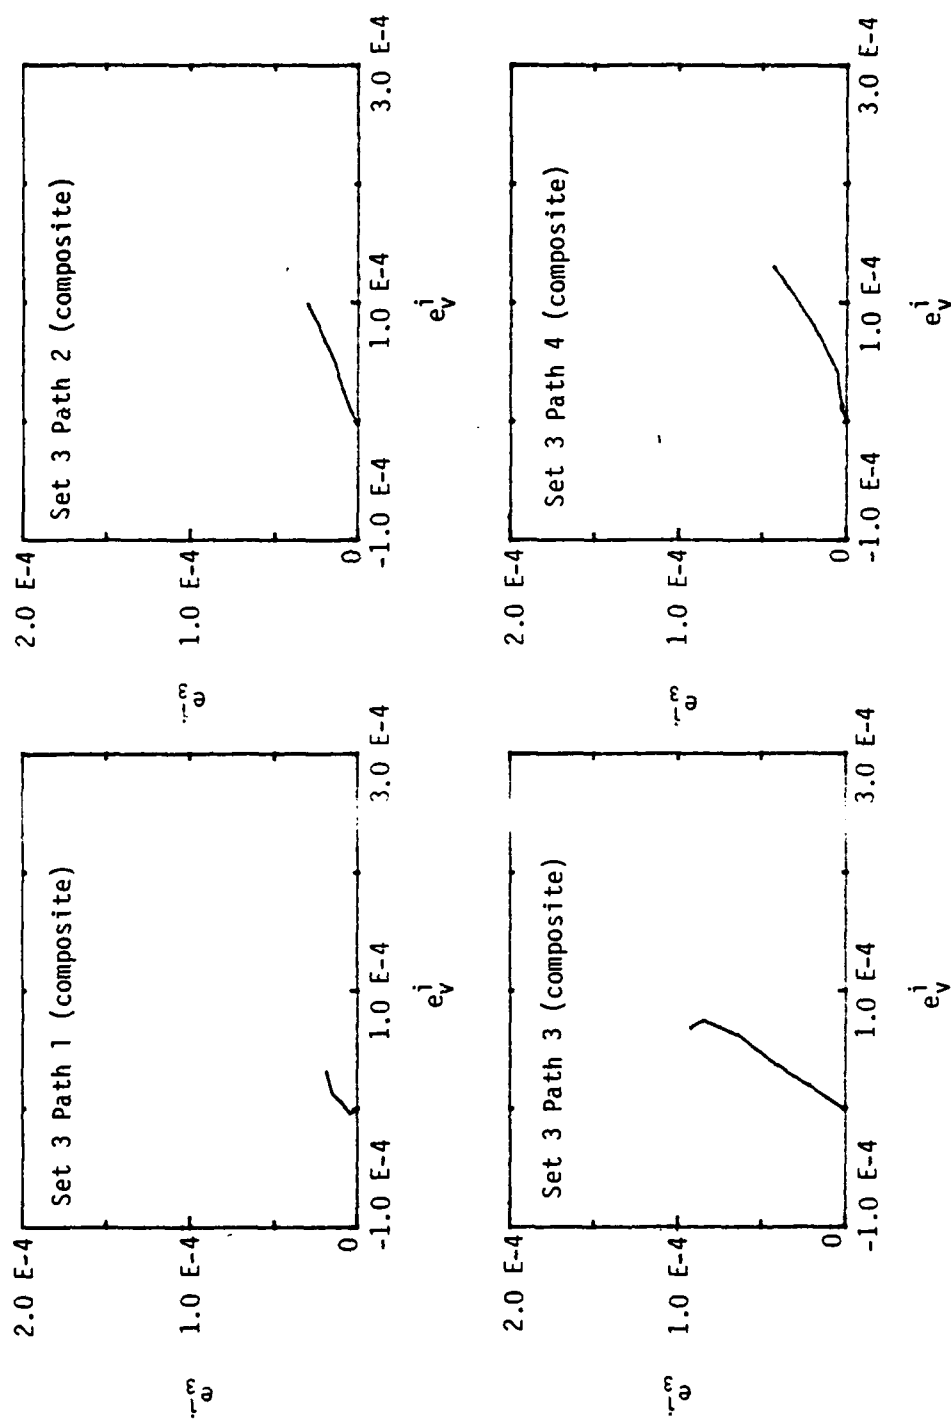 Set 3 Path 1 (composite)
2.0 E-4
1.0 E-4
0
-1.0 E-4
1.0 E-4
3.0 E-4
e_v^i
Set 3 Path 2 (composite)
2.0 E-4
1.0 E-4
0
-1.0 E-4
1.0 E-4
3.0 E-4
e_v^i
Set 3 Path 3 (composite)
2.0 E-4
1.0 E-4
0
-1.0 E-4
1.0 E-4
3.0 E-4
e_v^i
Set 3 Path 4 (composite)
2.0 E-4
1.0 E-4
0
-1.0 E-4
1.0 E-4
3.0 E-4
e_v^i